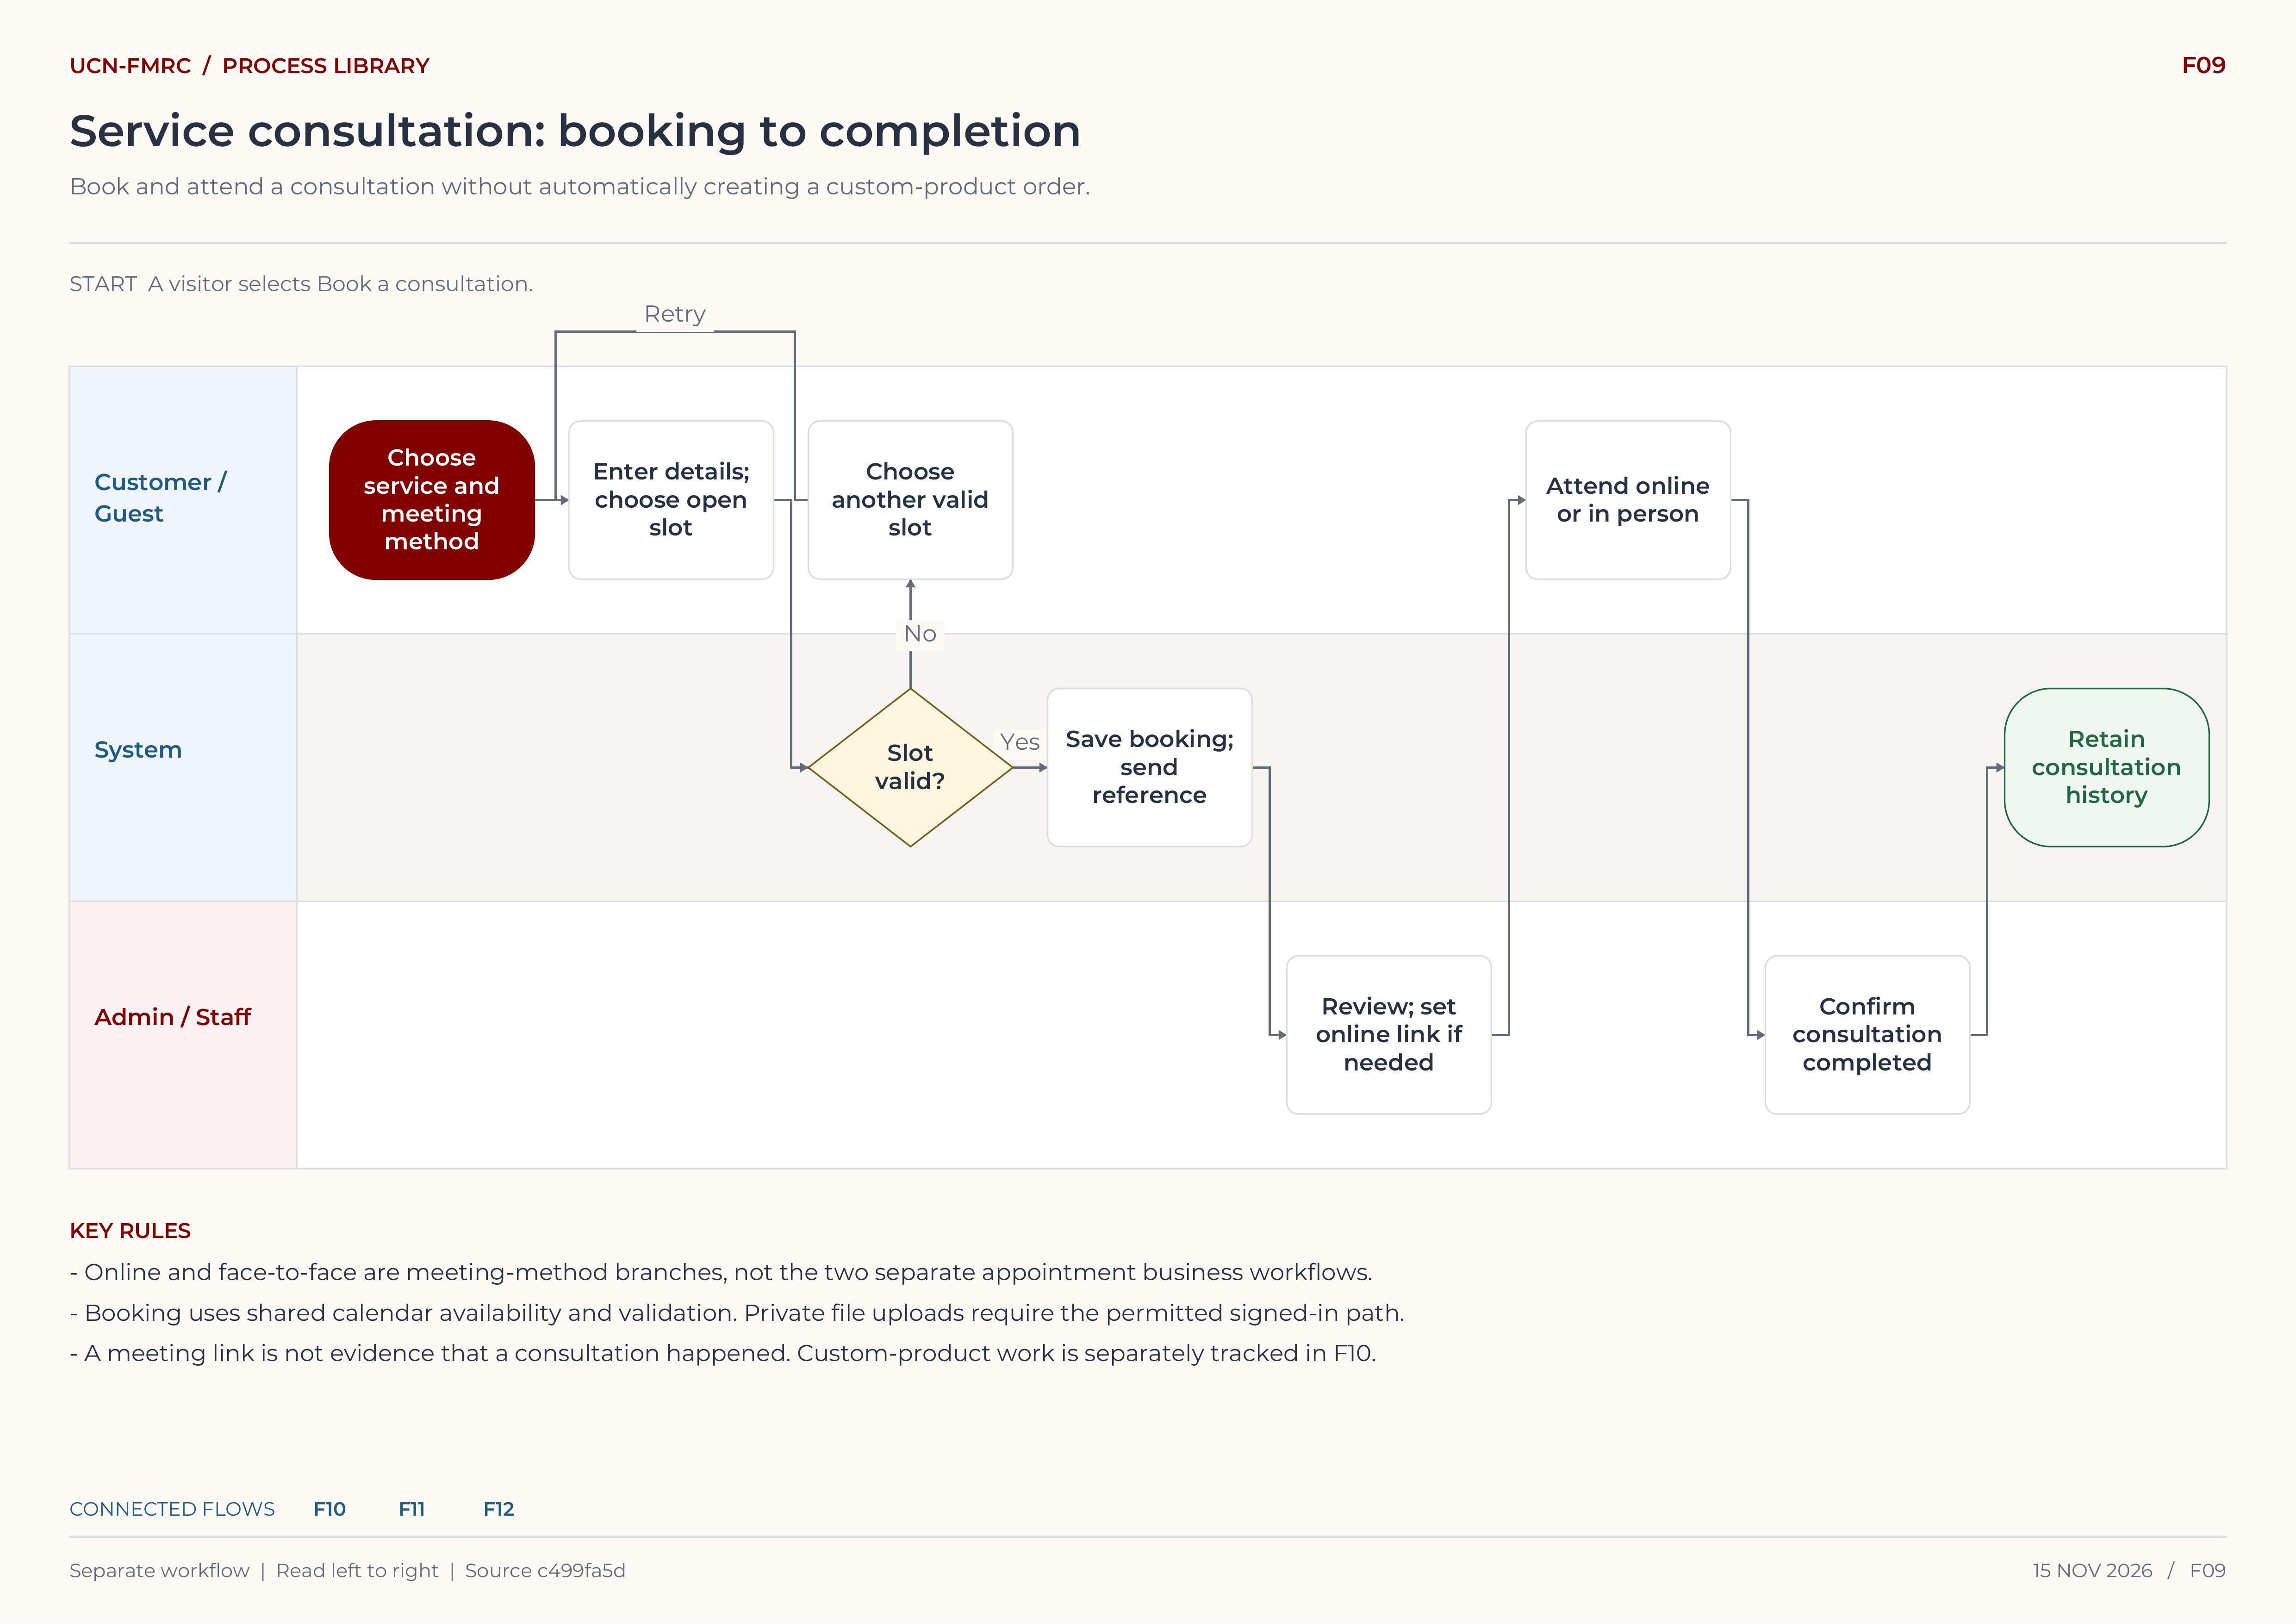 UCN-FMRC / PROCESS LIBRARY
F09
Service consultation: booking to completion
Book and attend a consultation without automatically creating a custom-product order.
START A visitor selects Book a consultation.
Retry
Customer /
Guest
Choose
service and
meeting
method
Enter details;
choose open
slot
Choose
another valid
slot
Attend online
or in person
No
System
Slot
valid?
Yes
Save booking;
send
reference
Retain
consultation
history
Admin / Staff
Review; set
online link if
needed
Confirm
consultation
completed
KEY RULES
- Online and face-to-face are meeting-method branches, not the two separate appointment business workflows.
- Booking uses shared calendar availability and validation. Private file uploads require the permitted signed-in path.
- A meeting link is not evidence that a consultation happened. Custom-product work is separately tracked in F10.
CONNECTED FLOWS F10 F11 F12
Separate workflow | Read left to right | Source c499fa5d
15 NOV 2026 / F09